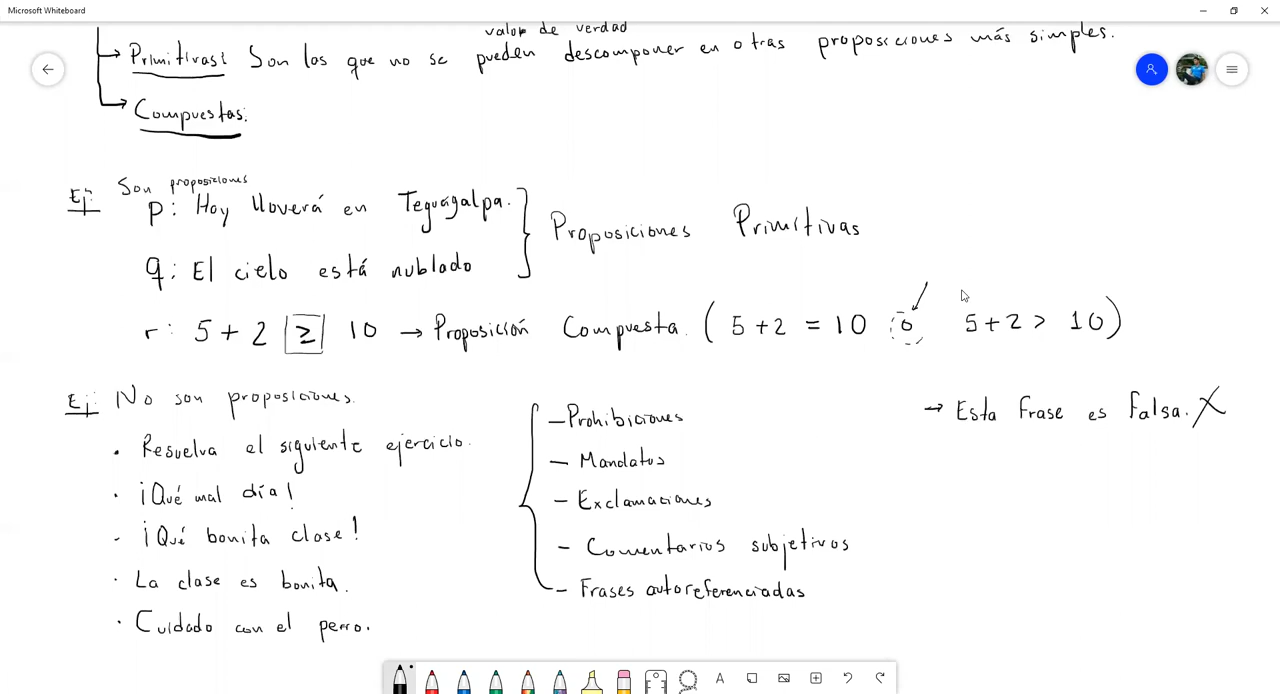 Microsoft Whiteboard
valor de verdad
Primitivas: Son las que no se pueden descomponer en otras proposiciones más simples.
Compuestas:
Ej: Son proposiciones
p: Hoy lloverá en Tegucigalpa.
q: El cielo está nublado
Proposiciones Primitivas
r: 5 + 2 ≥ 10 → Proposición Compuesta. ( 5 + 2 = 10 o 5 + 2 > 10 )
Ej: No son proposiciones.
• Resuelva el siguiente ejercicio.
• ¡Qué mal día!
• ¡Qué bonita clase!
• La clase es bonita.
• Cuidado con el perro.
– Prohibiciones
– Mandatos
– Exclamaciones
– Comentarios subjetivos
– Frases autoreferenciadas
→ Esta Frase es Falsa. X